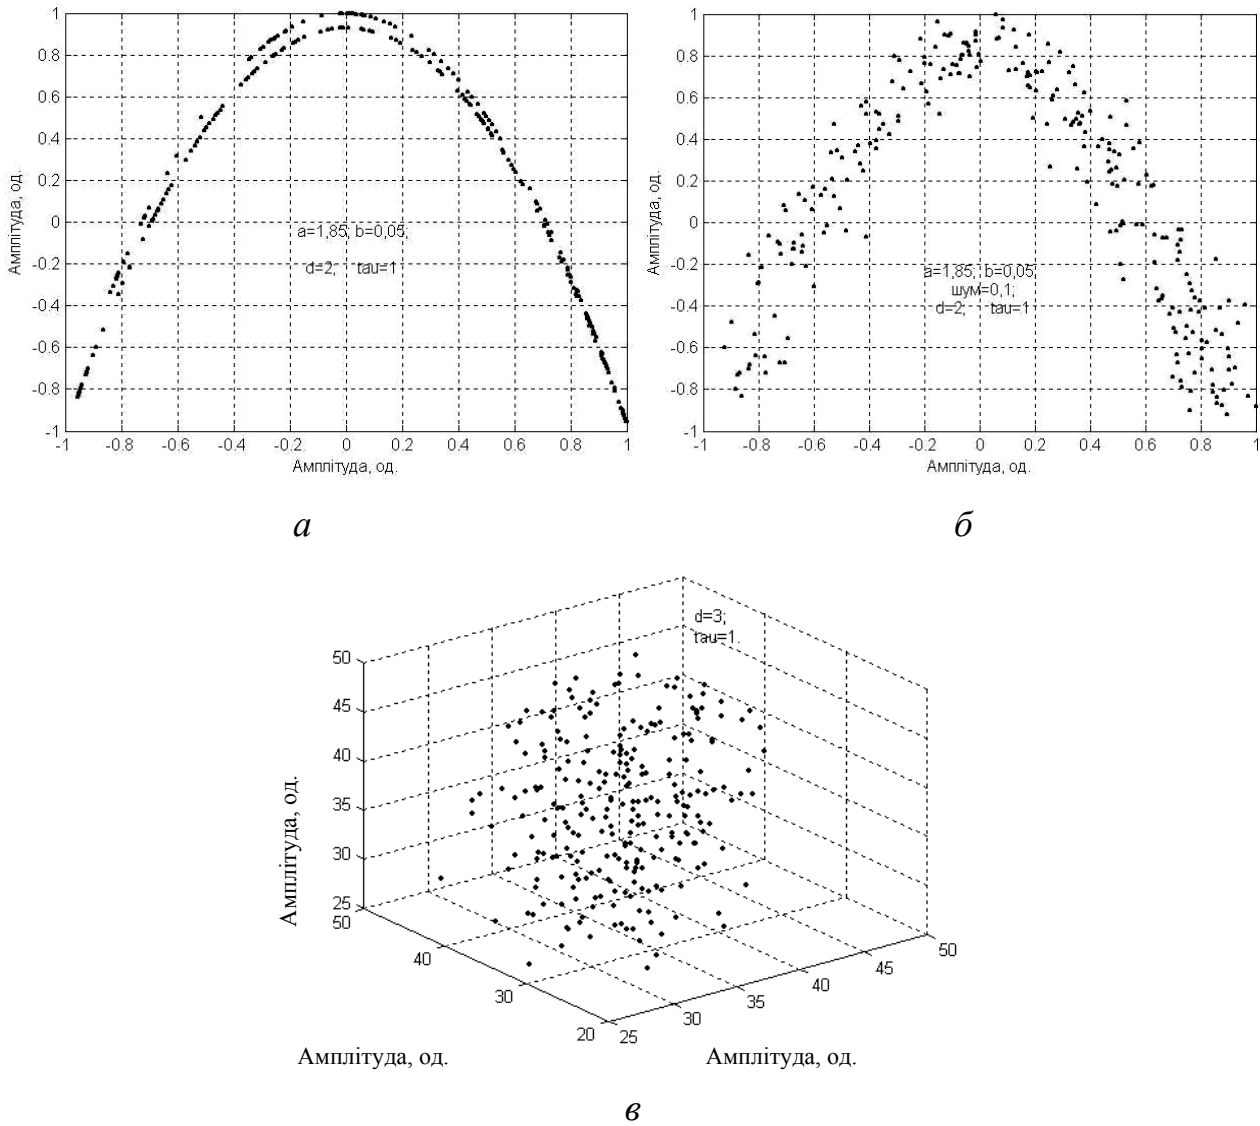 1
0.8
0.6
0.4
0.2
0
-0.2
-0.4
-0.6
-0.8
-1
Амплітуда, од.
a=1,85; b=0,05;
d=2; tau=1
-1 -0.8 -0.6 -0.4 -0.2 0 0.2 0.4 0.6 0.8 1
Амплітуда, од.
а
1
0.8
0.6
0.4
0.2
0
-0.2
-0.4
-0.6
-0.8
-1
Амплітуда, од.
a=1,85; b=0,05;
шум=0,1;
d=2; tau=1
-1 -0.8 -0.6 -0.4 -0.2 0 0.2 0.4 0.6 0.8 1
Амплітуда, од.
б
d=3;
tau=1.
50
45
40
35
30
25
Амплітуда, од.
50
40
30
20
25
30
35
40
45
50
Амплітуда, од.
Амплітуда, од.
в